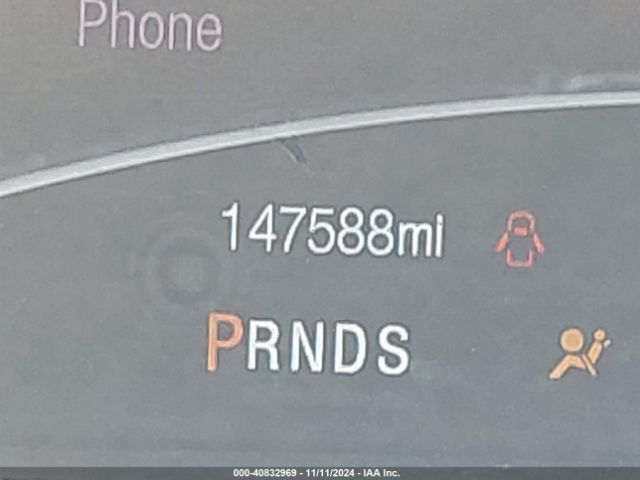 Phone
147588mi
PRNDS
000-40832969 - 11/11/2024 - IAA Inc.